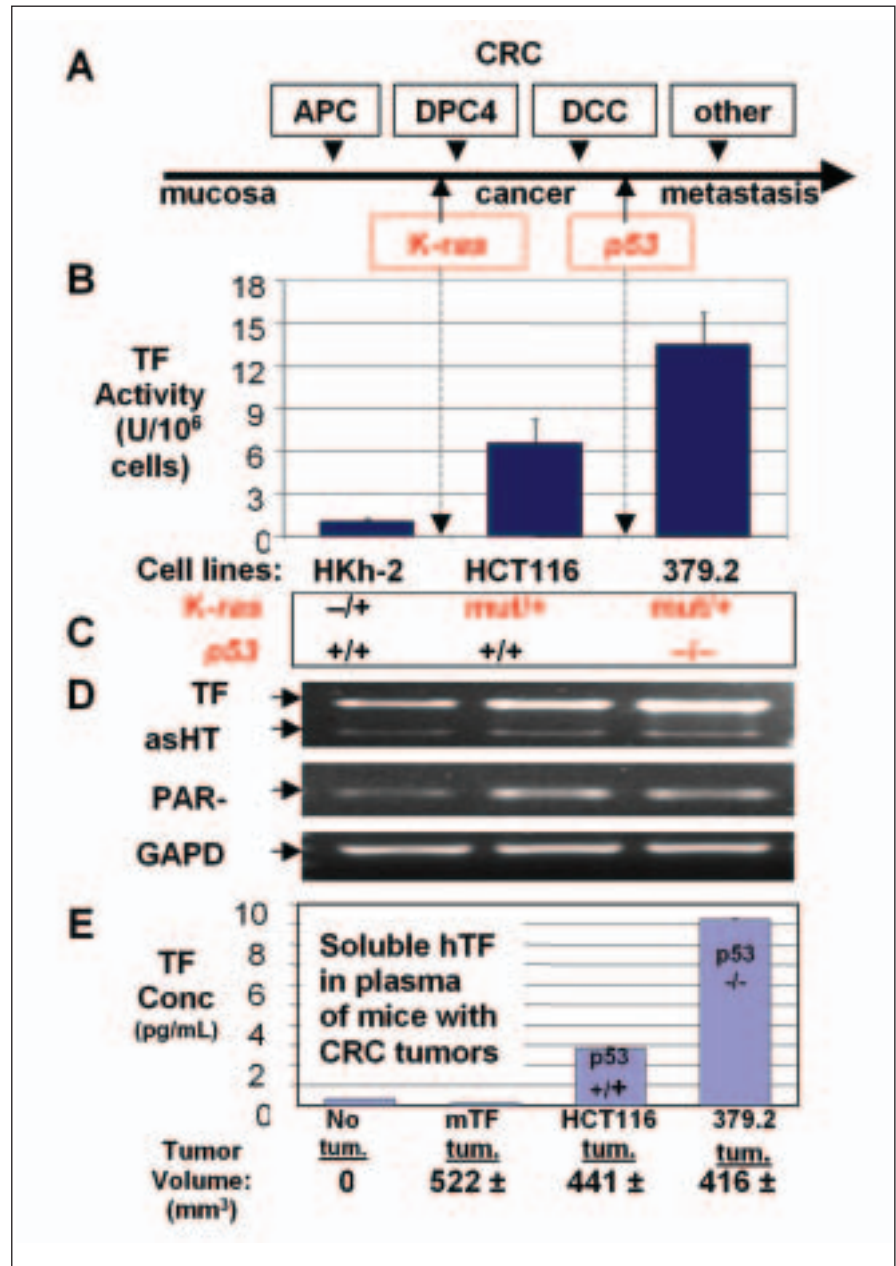 A
CRC
APC DPC4 DCC other
mucosa cancer metastasis
K-ras p53
B
18
15
12
9
6
3
0
TF
Activity
(U/10⁶
cells)
Cell lines: HKh-2 HCT116 379.2
C
K-ras –/+ mut/+ mut/+
p53 +/+ +/+ –/–
D
TF
asHT
PAR-
GAPD
E
10
8
6
4
2
0
TF
Conc
(pg/mL)
Soluble hTF
in plasma
of mice with
CRC tumors
p53
+/+
p53
-/-
No mTF HCT116 379.2
tum. tum. tum. tum.
Tumor
Volume: 0 522 ± 441 ± 416 ±
(mm³)